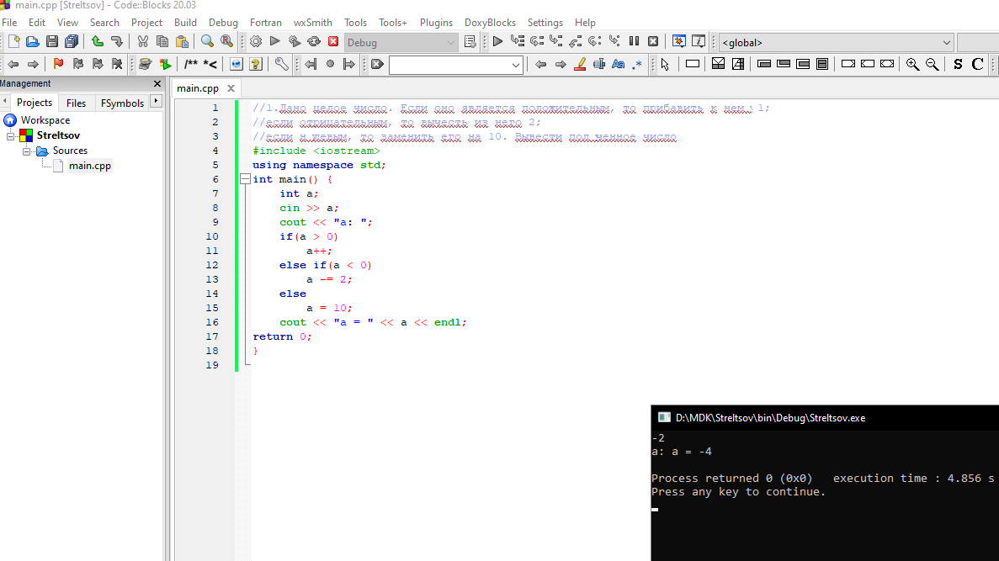 main.cpp [Streltsov] - Code::Blocks 20.03
File Edit View Search Project Build Debug Fortran wxSmith Tools Tools+ Plugins DoxyBlocks Settings Help
Debug <global>
/** *< Aa .* S C
Management
Projects Files FSymbols
main.cpp
Workspace
Streltsov
Sources
main.cpp
1 //1.Дано целое число. Если оно является положительным, то прибавить к нему 1;
2 //если отрицательным, то вычесть из него 2;
3 //если нулевым, то заменить его на 10. Вывести полученное число
4 #include <iostream>
5 using namespace std;
6 int main() {
7 int a;
8 cin >> a;
9 cout << "a: ";
10 if(a > 0)
11 a++;
12 else if(a < 0)
13 a -= 2;
14 else
15 a = 10;
16 cout << "a = " << a << endl;
17 return 0;
18 }
19
D:\MDK\Streltsov\bin\Debug\Streltsov.exe
-2
a: a = -4
Process returned 0 (0x0) execution time : 4.856 s
Press any key to continue.